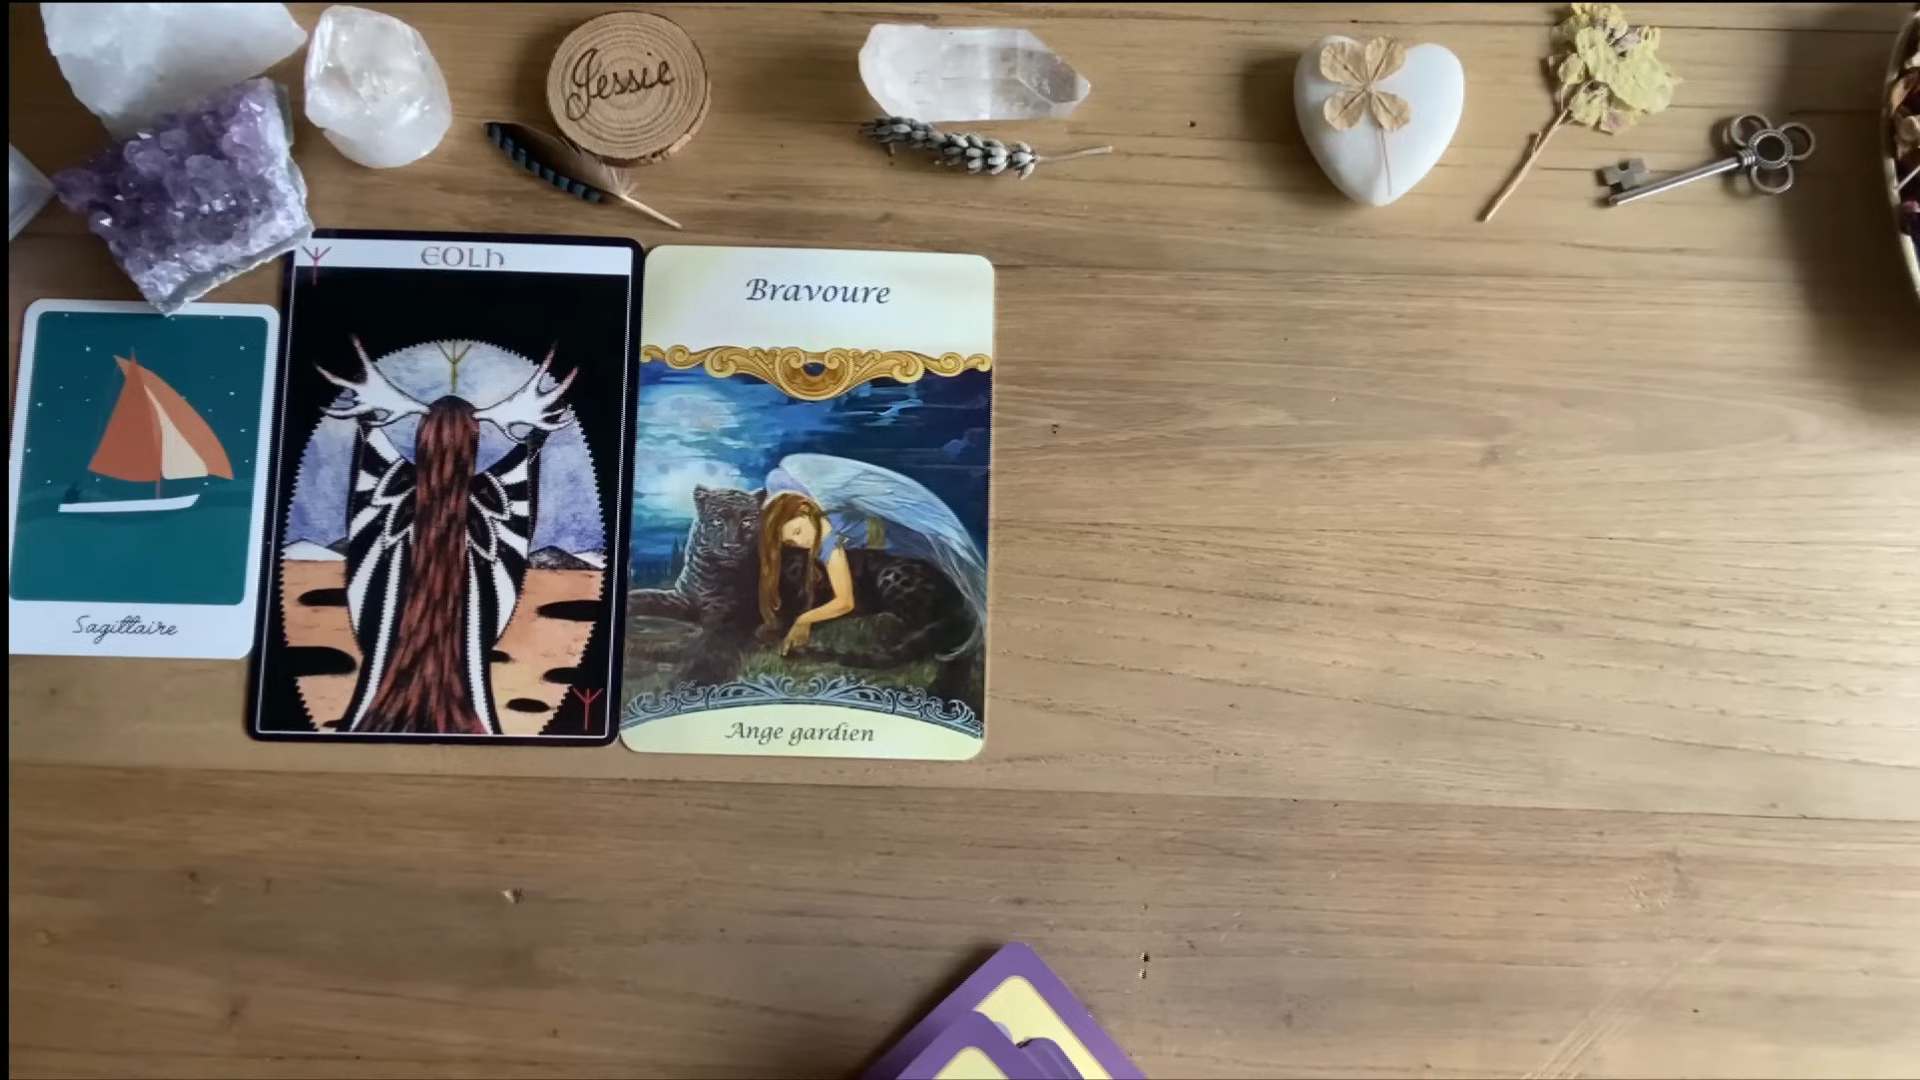 Jessie
ᛉ EOLH
Bravoure
Sagittaire
ᛉ
Ange gardien